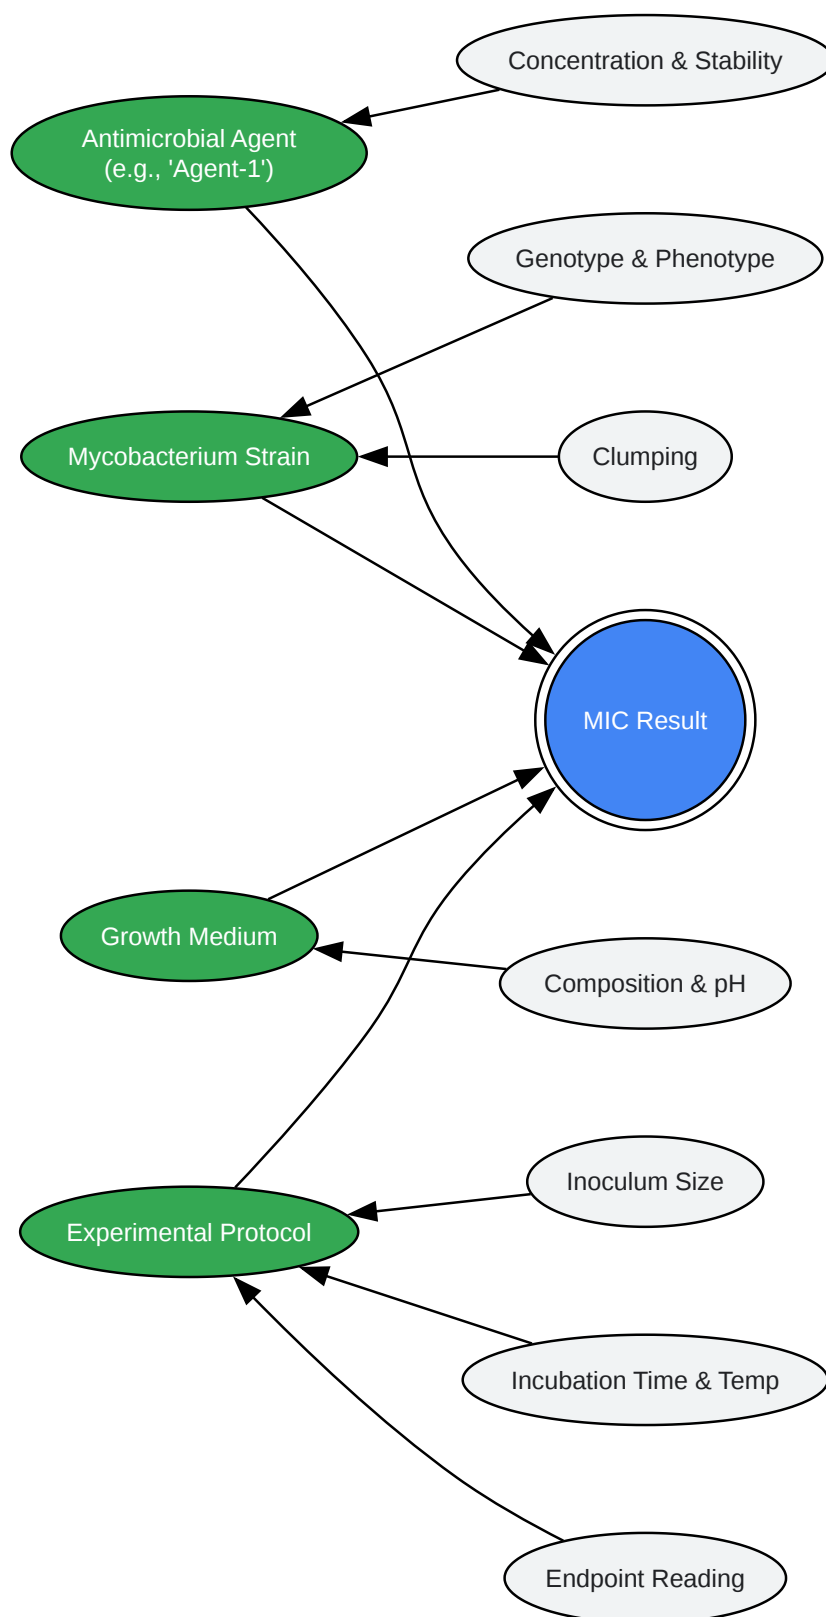 Concentration & Stability
Antimicrobial Agent
(e.g., 'Agent-1')
Genotype & Phenotype
Mycobacterium Strain
Clumping
MIC Result
Growth Medium
Composition & pH
Inoculum Size
Experimental Protocol
Incubation Time & Temp
Endpoint Reading